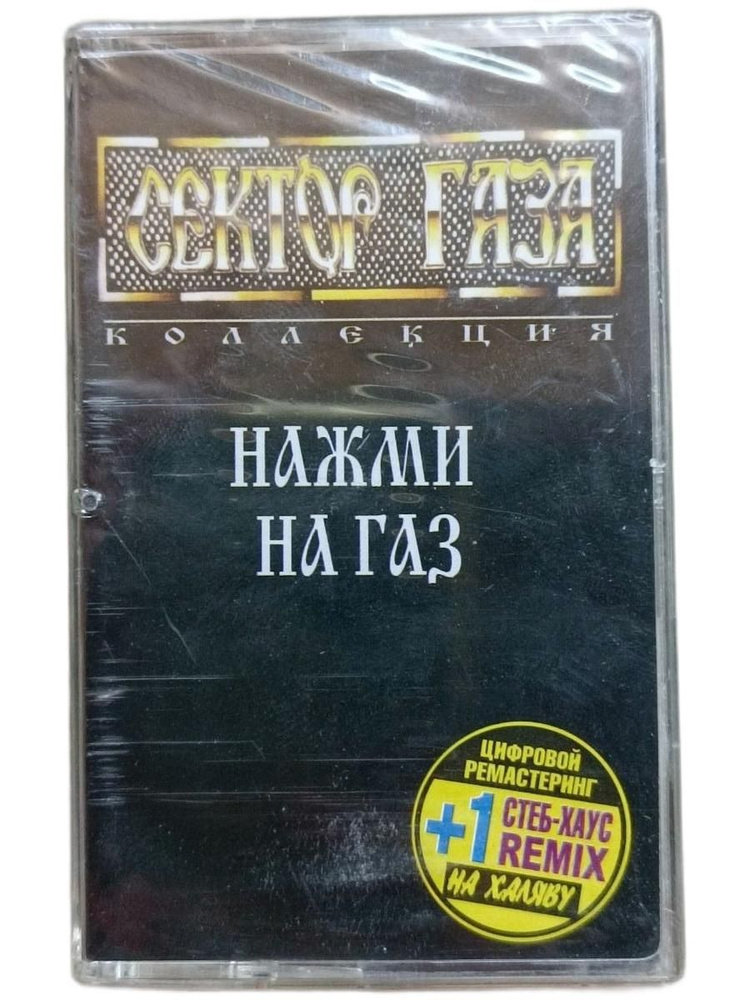 СЕКТОР ГАЗА
КОЛЛЕКЦИЯ
НАЖМИ
НА ГАЗ
ЦИФРОВОЙ
РЕМАСТЕРИНГ
+1 СТЕБ-ХАУС
REMIX
НА ХАЛЯВУ